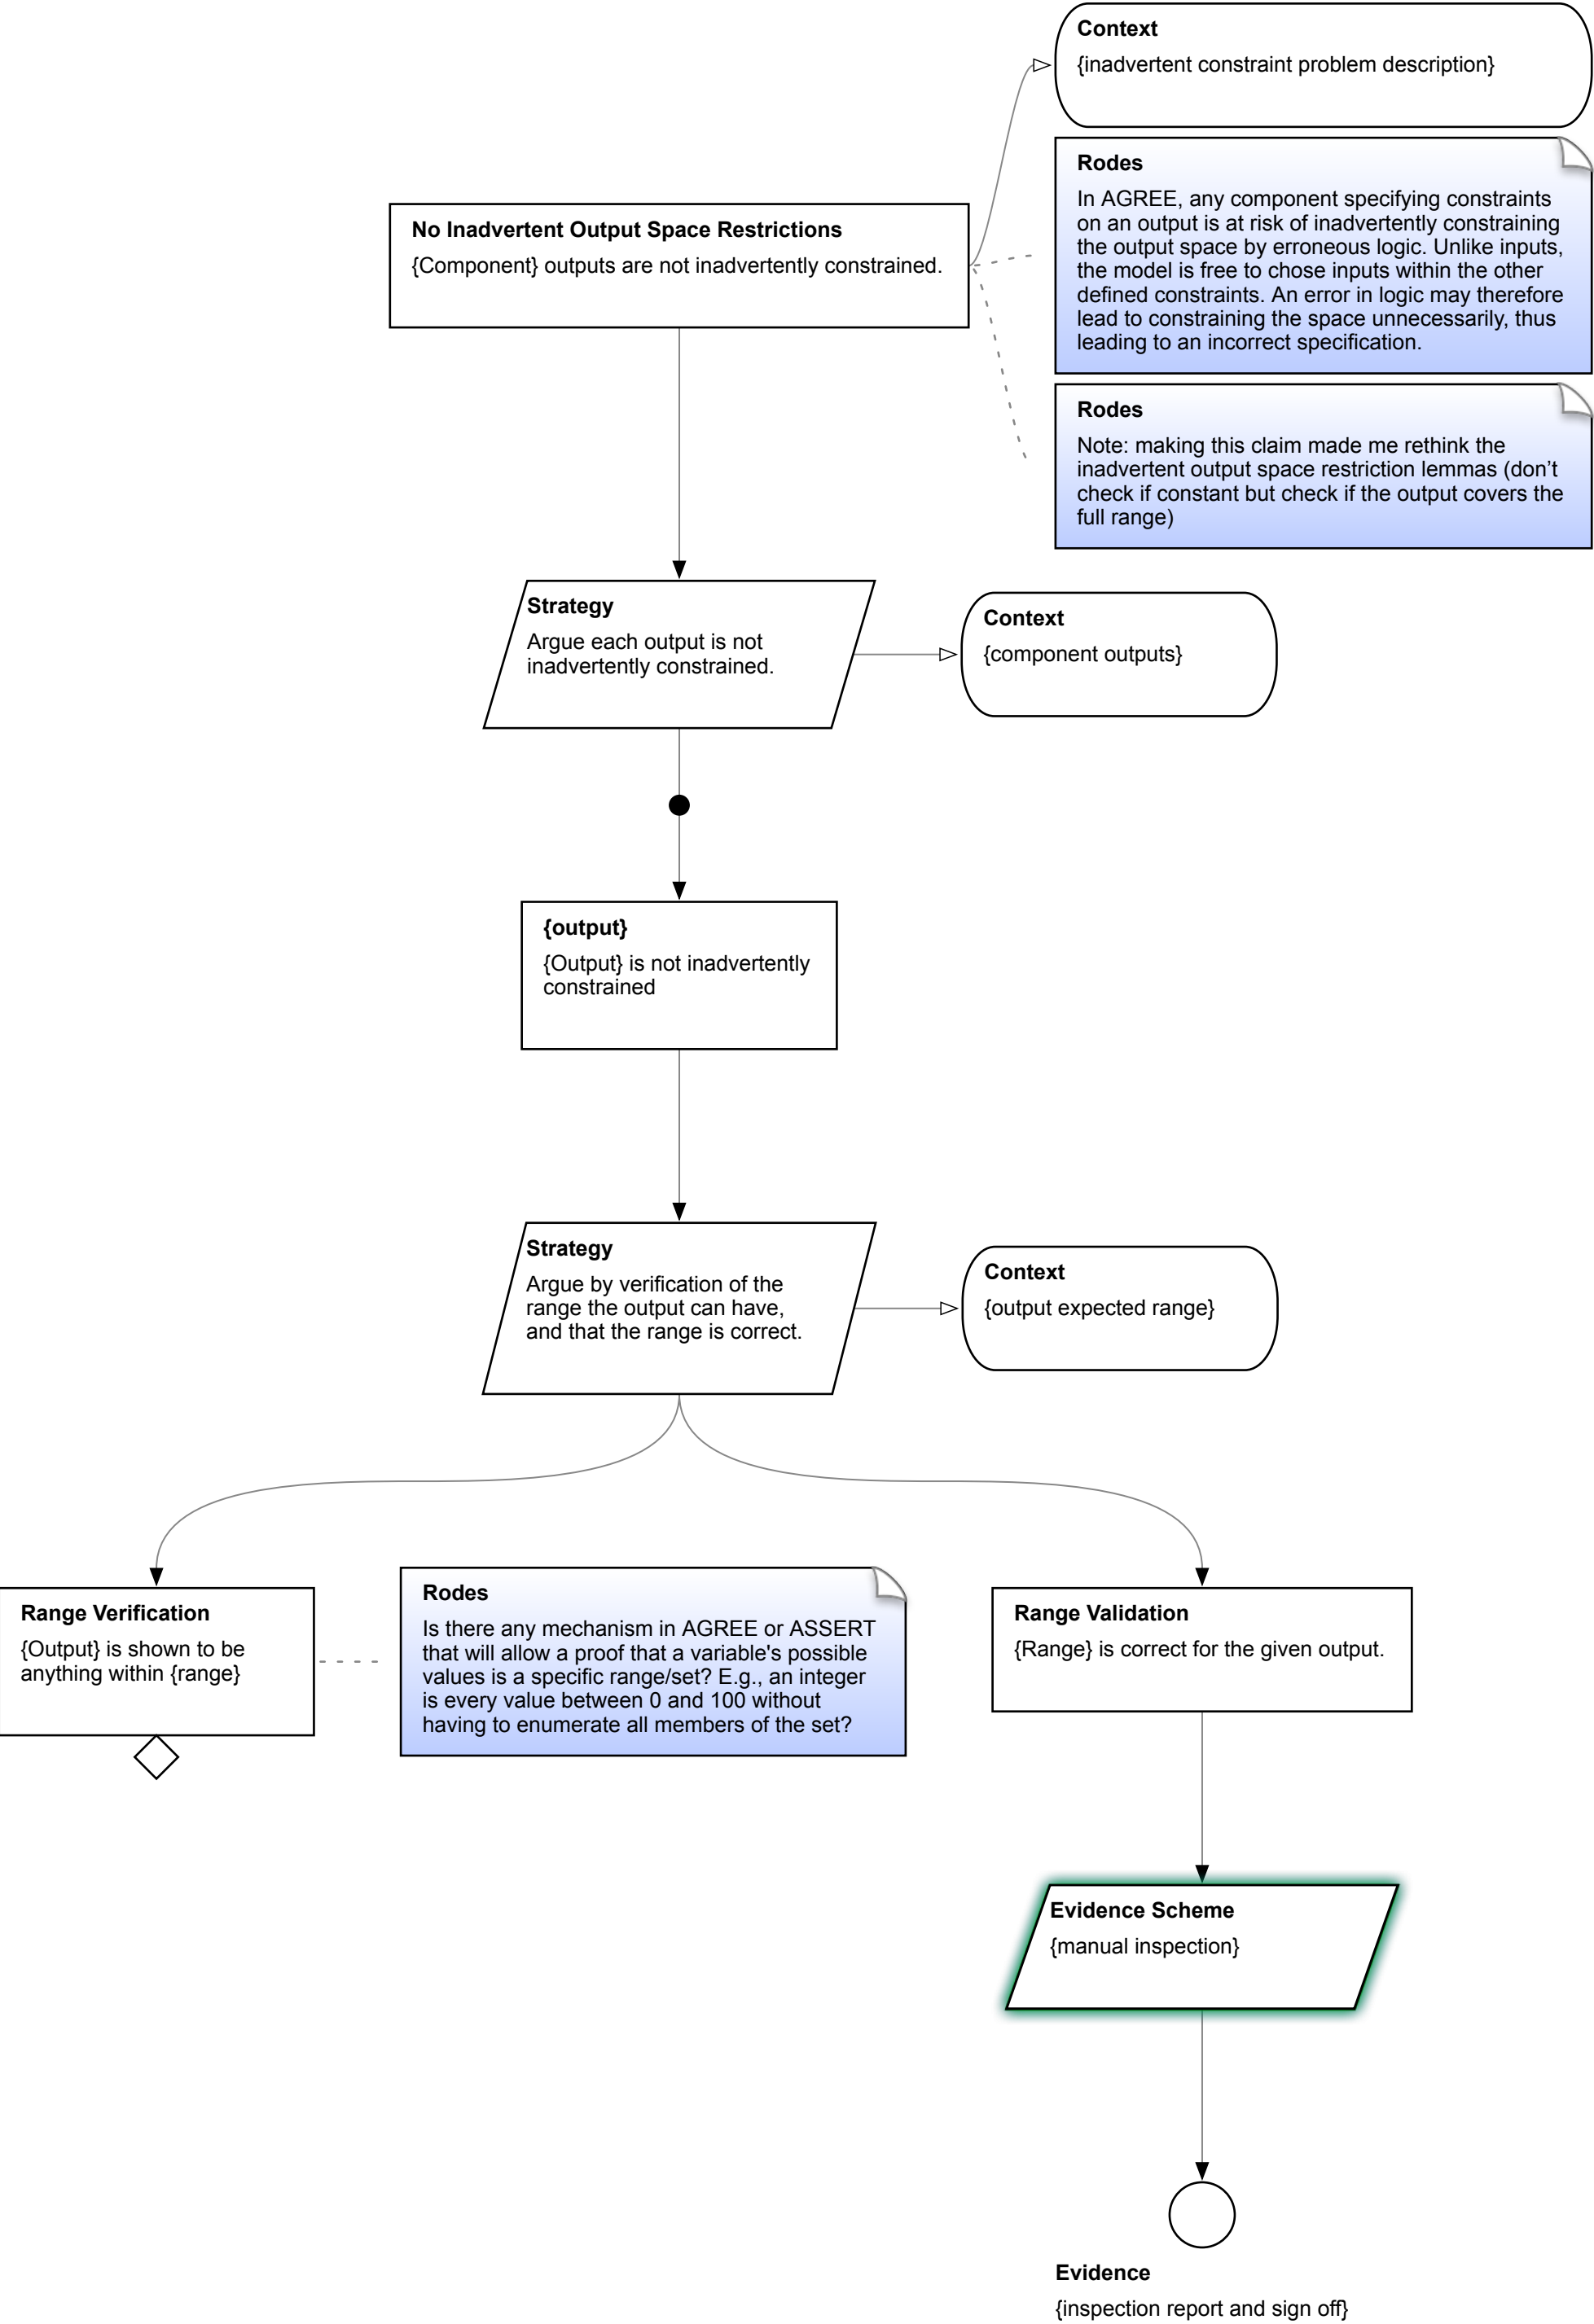 Context
{inadvertent constraint problem description}
Rodes
In AGREE, any component specifying constraints
on an output is at risk of inadvertently constraining
the output space by erroneous logic. Unlike inputs,
the model is free to chose inputs within the other
defined constraints. An error in logic may therefore
lead to constraining the space unnecessarily, thus
leading to an incorrect specification.
No Inadvertent Output Space Restrictions
{Component} outputs are not inadvertently constrained.
Rodes
Note: making this claim made me rethink the
inadvertent output space restriction lemmas (don't
check if constant but check if the output covers the
full range)
Strategy
Argue each output is not
inadvertently constrained.
Context
{component outputs}
{output}
{Output} is not inadvertently
constrained
Strategy
Argue by verification of the
range the output can have,
and that the range is correct.
Context
{output expected range}
Range Verification
{Output} is shown to be
anything within {range}
Rodes
Is there any mechanism in AGREE or ASSERT
that will allow a proof that a variable's possible
values is a specific range/set? E.g., an integer
is every value between 0 and 100 without
having to enumerate all members of the set?
Range Validation
{Range} is correct for the given output.
Evidence Scheme
{manual inspection}
Evidence
{inspection report and sign off}